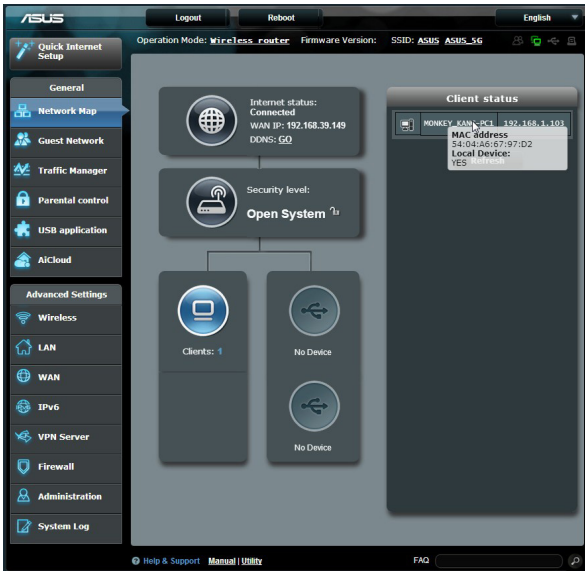 ASUS
Logout
Reboot
English
Quick Internet
Setup
Operation Mode: Wireless router Firmware Version: SSID: ASUS ASUS_5G
General
Network Map
Guest Network
Traffic Manager
Parental control
USB application
AiCloud
Advanced Settings
Wireless
LAN
WAN
IPv6
VPN Server
Firewall
Administration
System Log
Internet status:
Connected
WAN IP: 192.168.39.149
DDNS: GO
Security level:
Open System
Clients: 1
No Device
No Device
Client status
192.168.1.103
MAC address
54:04:A6:67:97:D2
Local Device:
YES
Refresh
Help & Support Manual | Utility
FAQ